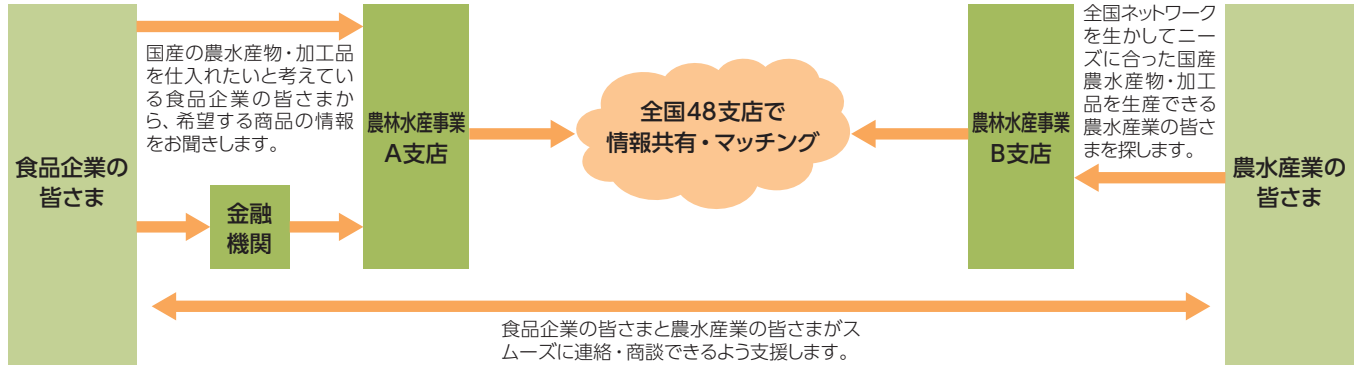 食品企業の
皆さま
国産の農水産物・加工品
を仕入れたいと考えてい
る食品企業の皆さまか
ら、希望する商品の情報
をお聞きします。
金融
機関
農林水産事業
A支店
全国48支店で
情報共有・マッチング
農林水産事業
B支店
全国ネットワーク
を生かしてニー
ズに合った国産
農水産物・加工
品を生産できる
農水産業の皆さ
まを探します。
農水産業の
皆さま
食品企業の皆さまと農水産業の皆さまがス
ムーズに連絡・商談できるよう支援します。